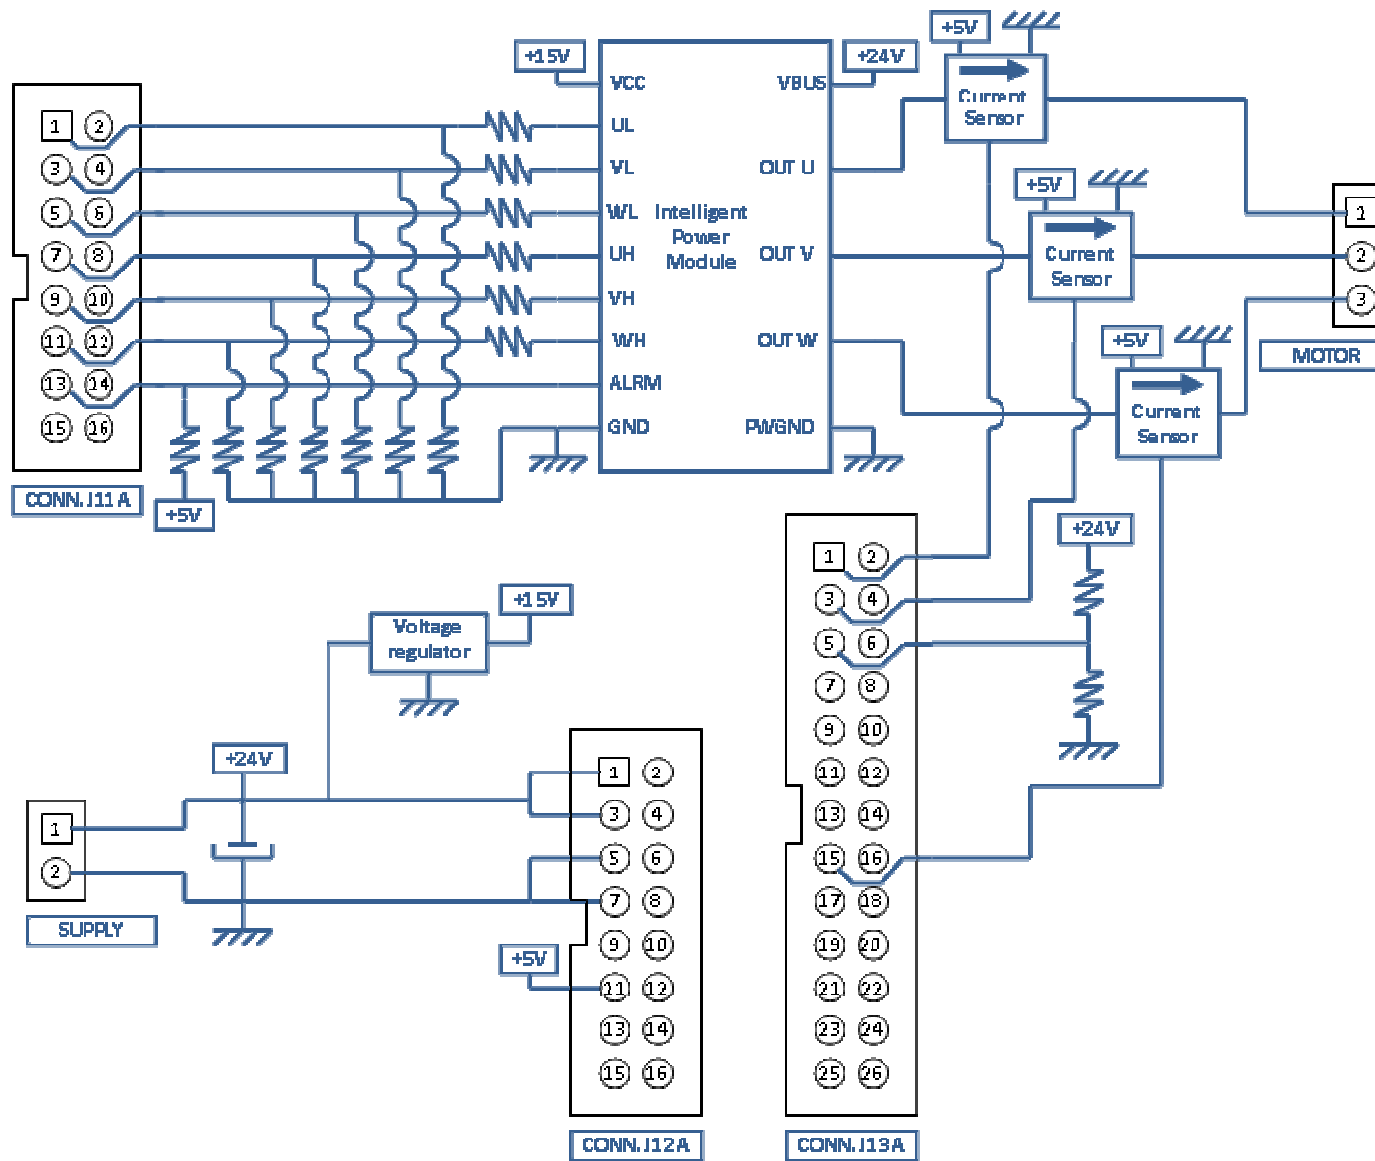 +5V
+15V
+24V
VCC
VBUS
Current
Sensor
1 2
UL
3 4
VL
OUT U
+5V
5 6
WL
Intelligent
Power
Module
1
7 8
UH
OUT V
Current
Sensor
2
9 10
VH
3
11 12
WH
OUT W
+5V
MOTOR
13 14
ALRM
Current
Sensor
15 16
GND
PWGND
CONN. J11A
+5V
+24V
1 2
3 4
5 6
7 8
9 10
11 12
13 14
15 16
17 18
19 20
21 22
23 24
25 26
CONN. J13A
+15V
Voltage
regulator
+24V
1
2
SUPPLY
1 2
3 4
5 6
7 8
9 10
+5V
11 12
13 14
15 16
CONN. J12A